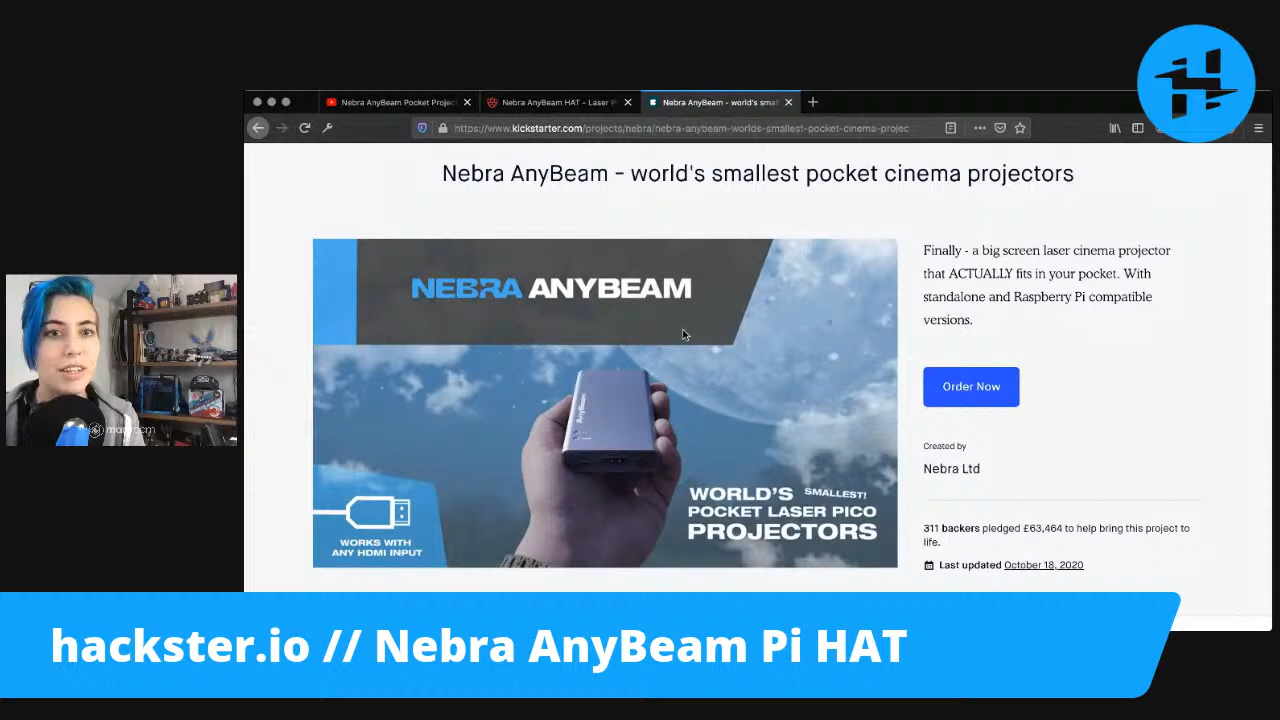 Nebra AnyBeam Pocket Project
Nebra AnyBeam HAT - Laser P
Nebra AnyBeam - world's small
https://www.kickstarter.com/projects/nebra/nebra-anybeam-worlds-smallest-pocket-cinema-projec
Nebra AnyBeam - world's smallest pocket cinema projectors
NEBRA ANYBEAM
AnyBeam
WORLD'S SMALLEST!
POCKET LASER PICO
PROJECTORS
WORKS WITH
ANY HDMI INPUT
Finally - a big screen laser cinema projector
that ACTUALLY fits in your pocket. With
standalone and Raspberry Pi compatible
versions.
Order Now
Created by
Nebra Ltd
311 backers pledged £63,464 to help bring this project to
life.
Last updated October 18, 2020
hackster.io // Nebra AnyBeam Pi HAT